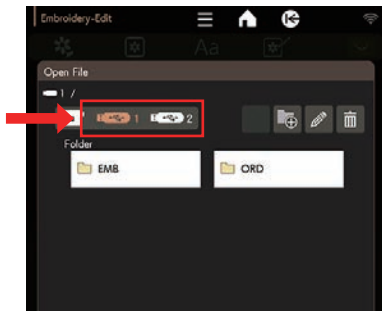 Embroidery-Edit
Aa
Open File
1 /
1 2
Folder
EMB ORD